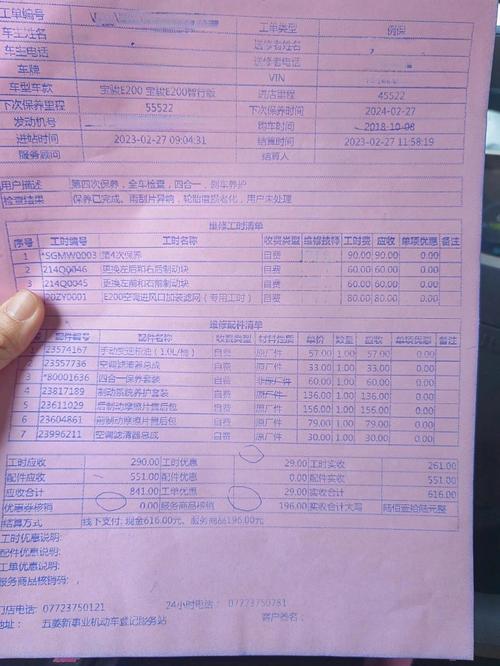 工单编号 工单类型 例保
车主姓名 送修者姓名
车主电话 送修者电话
车牌 VIN
车型车款 宝骏E200 宝骏E200智行版 进店里程 45522
下次保养里程 55522 下次保养时间 2024-02-27
发动机号 购车时间 2018-10-08
进站时间 2023-02-27 09:04:31 结算时间 2023-02-27 11:58:19
服务顾问 结算人
用户描述 第四次保养，全车检查，四合一，刹车养护
检查结果 保养已完成。雨刮片异响，轮胎磨损老化，用户未处理
维修工时清单
序号 工时编号 工时名称 收费类型 维修技师 工时费 应收 单项优惠 备注
1 *SGMW0003 第4次保养 自费 90.00 90.00 0.00
2 214Q0046 更换左后和右后制动块 自费 60.00 60.00 0.00
3 214Q0045 更换左前和右前制动块 自费 60.00 60.00 0.00
20ZY0001 E200空调进风口加装滤网（专用工时） 自费 80.00 80.00 0.00
维修配件清单
配件编号 配件名称 收费类型 材料性质 单价 数量 应收 单项优惠 备注
23574167 手动变速箱油（1.0L/桶） 自费 原厂件 57.00 1.00 57.00 0.00
23557736 空调滤清器总成 自费 原厂件 33.00 1.00 33.00 0.00
3 *80001636 四合一保养套装 自费 非原厂件 60.00 1.00 60.00 0.00
4 23817189 制动系统养护套装 自费 原厂件 136.00 1.00 136.00 0.00
5 23611029 后制动摩擦片售后包 自费 原厂件 156.00 1.00 156.00 0.00
6 23604861 前制动摩擦片售后包 自费 原厂件 79.00 1.00 79.00 0.00
7 23996211 空调滤清器总成 自费 原厂件 30.00 1.00 30.00 0.00
工时应收 290.00 工时优惠 29.00 工时实收 261.00
配件应收 551.00 配件优惠 0.00 配件实收 551.00
应收合计 841.00 工单优惠 29.00 实收合计 616.00
优惠券核销 0.00 服务商品核销 196.00 实收合计大写 陆佰壹拾陆元整
结算方式 线下支付: 现金616.00元，服务商品196.00元
工时优惠说明:
配件优惠说明:
工单优惠说明:
服务商品核销码: ，
门店电话: 07723750121 24小时电话: 07723750781
地址: 五菱新事业机动车登记服务站 客户签名: